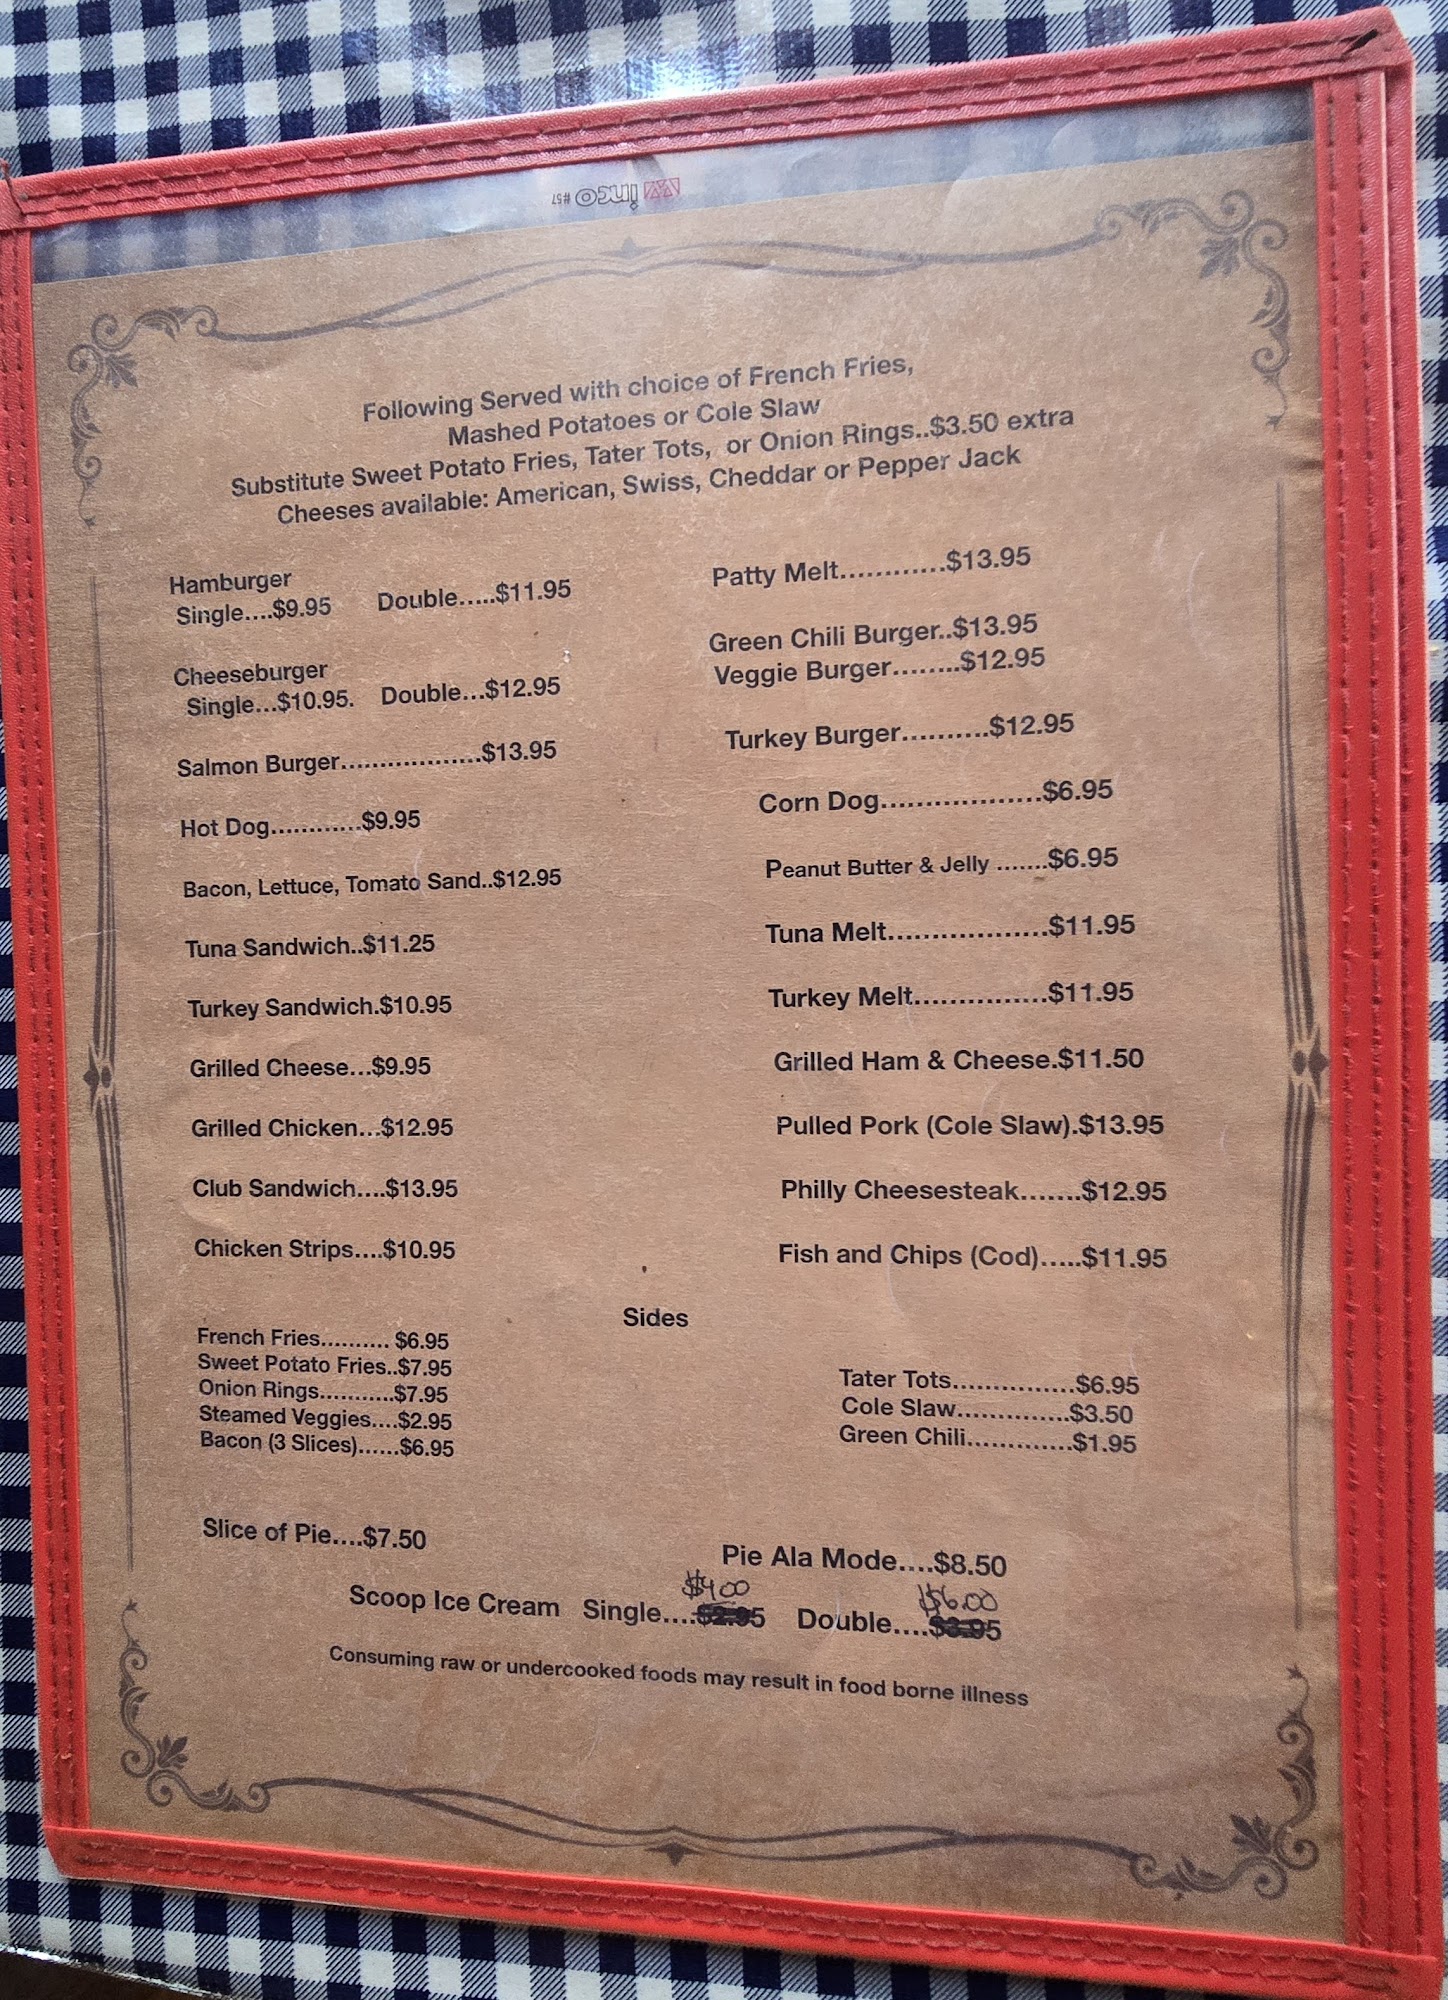 into #57
Following Served with choice of French Fries,
Mashed Potatoes or Cole Slaw
Substitute Sweet Potato Fries, Tater Tots, or Onion Rings..$3.50 extra
Cheeses available: American, Swiss, Cheddar or Pepper Jack
Hamburger
Single....$9.95 Double.....$11.95
Cheeseburger
Single...$10.95. Double...$12.95
Salmon Burger..................$13.95
Hot Dog............$9.95
Bacon, Lettuce, Tomato Sand..$12.95
Tuna Sandwich..$11.25
Turkey Sandwich.$10.95
Grilled Cheese...$9.95
Grilled Chicken...$12.95
Club Sandwich....$13.95
Chicken Strips....$10.95
Patty Melt............$13.95
Green Chili Burger..$13.95
Veggie Burger........$12.95
Turkey Burger..........$12.95
Corn Dog..................$6.95
Peanut Butter & Jelly .......$6.95
Tuna Melt..................$11.95
Turkey Melt...............$11.95
Grilled Ham & Cheese.$11.50
Pulled Pork (Cole Slaw).$13.95
Philly Cheesesteak.......$12.95
Fish and Chips (Cod).....$11.95
Sides
French Fries.......... $6.95
Sweet Potato Fries..$7.95
Onion Rings...........$7.95
Steamed Veggies....$2.95
Bacon (3 Slices)......$6.95
Tater Tots...............$6.95
Cole Slaw..............$3.50
Green Chili.............$1.95
Slice of Pie....$7.50
Pie Ala Mode....$8.50
$4.00 $6.00
Scoop Ice Cream Single....$2.95 Double....$3.95
Consuming raw or undercooked foods may result in food borne illness